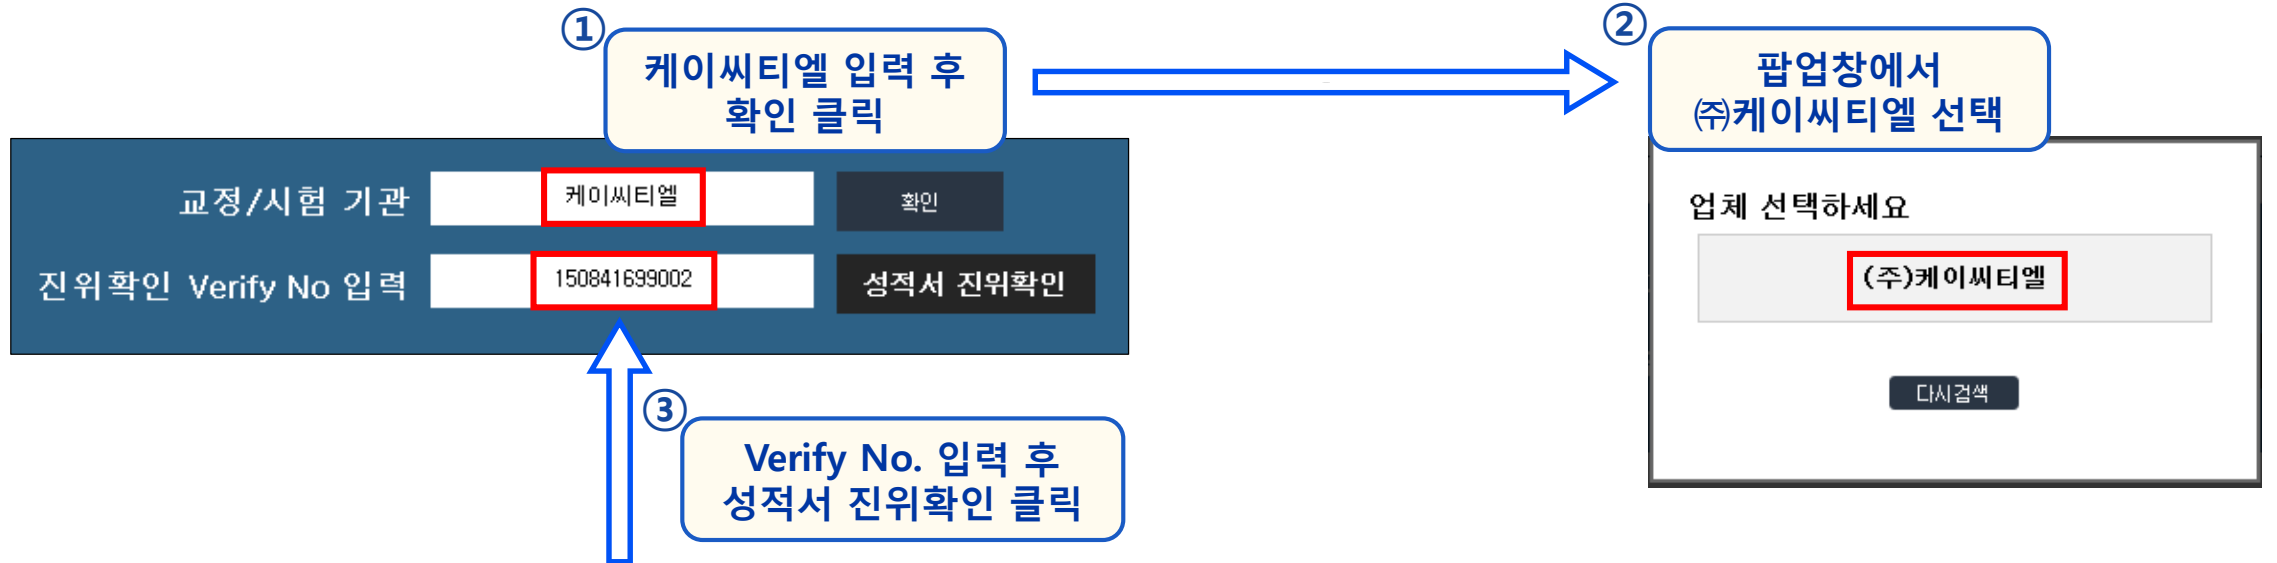 ①
케이씨티엘 입력 후
확인 클릭
②
팝업창에서
㈜케이씨티엘 선택
교정/시험 기관 케이씨티엘 확인
진위확인 Verify No 입력 150841699002 성적서 진위확인
업체 선택하세요
(주)케이씨티엘
다시검색
③
Verify No. 입력 후
성적서 진위확인 클릭